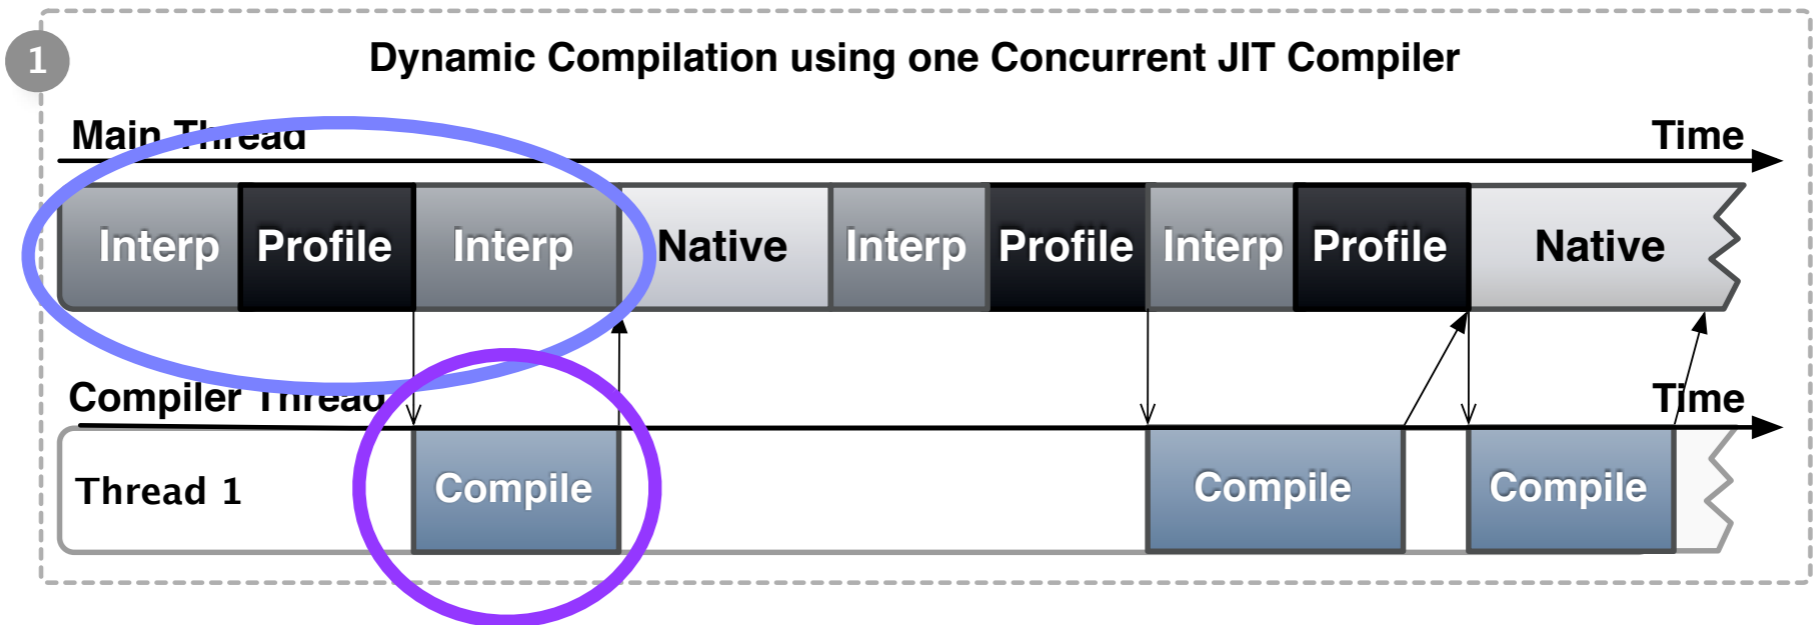 1
Dynamic Compilation using one Concurrent JIT Compiler
Main Thread Time
Interp Profile Interp Native Interp Profile Interp Profile Native
Compiler Thread Time
Thread 1 Compile Compile Compile